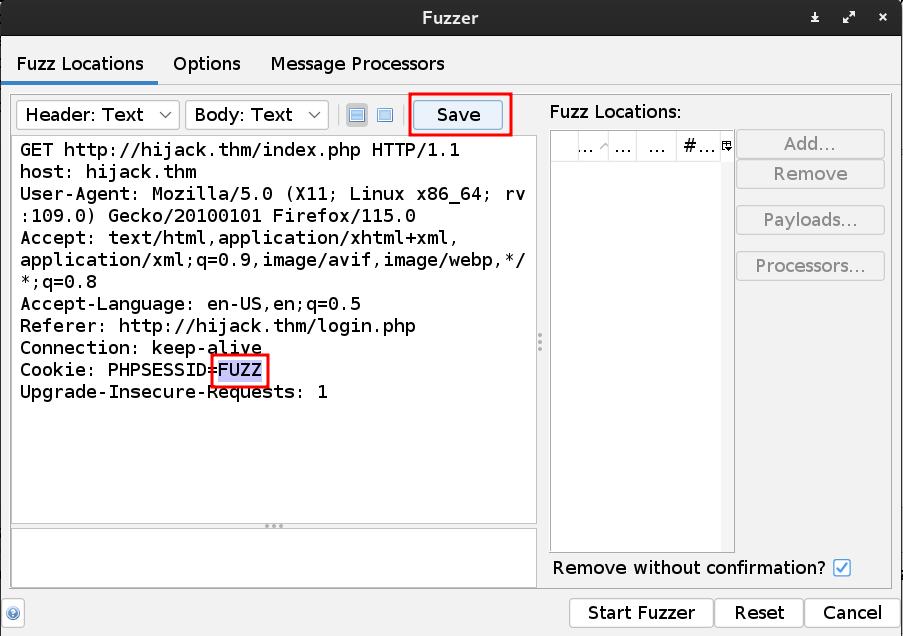 Fuzzer
Fuzz Locations Options Message Processors
Header: Text Body: Text Save
GET http://hijack.thm/index.php HTTP/1.1
host: hijack.thm
User-Agent: Mozilla/5.0 (X11; Linux x86_64; rv
:109.0) Gecko/20100101 Firefox/115.0
Accept: text/html,application/xhtml+xml,
application/xml;q=0.9,image/avif,image/webp,*/
*;q=0.8
Accept-Language: en-US,en;q=0.5
Referer: http://hijack.thm/login.php
Connection: keep-alive
Cookie: PHPSESSID=FUZZ
Upgrade-Insecure-Requests: 1
Fuzz Locations:
... ... ... #...
Add...
Remove
Payloads...
Processors...
Remove without confirmation?
Start Fuzzer Reset Cancel